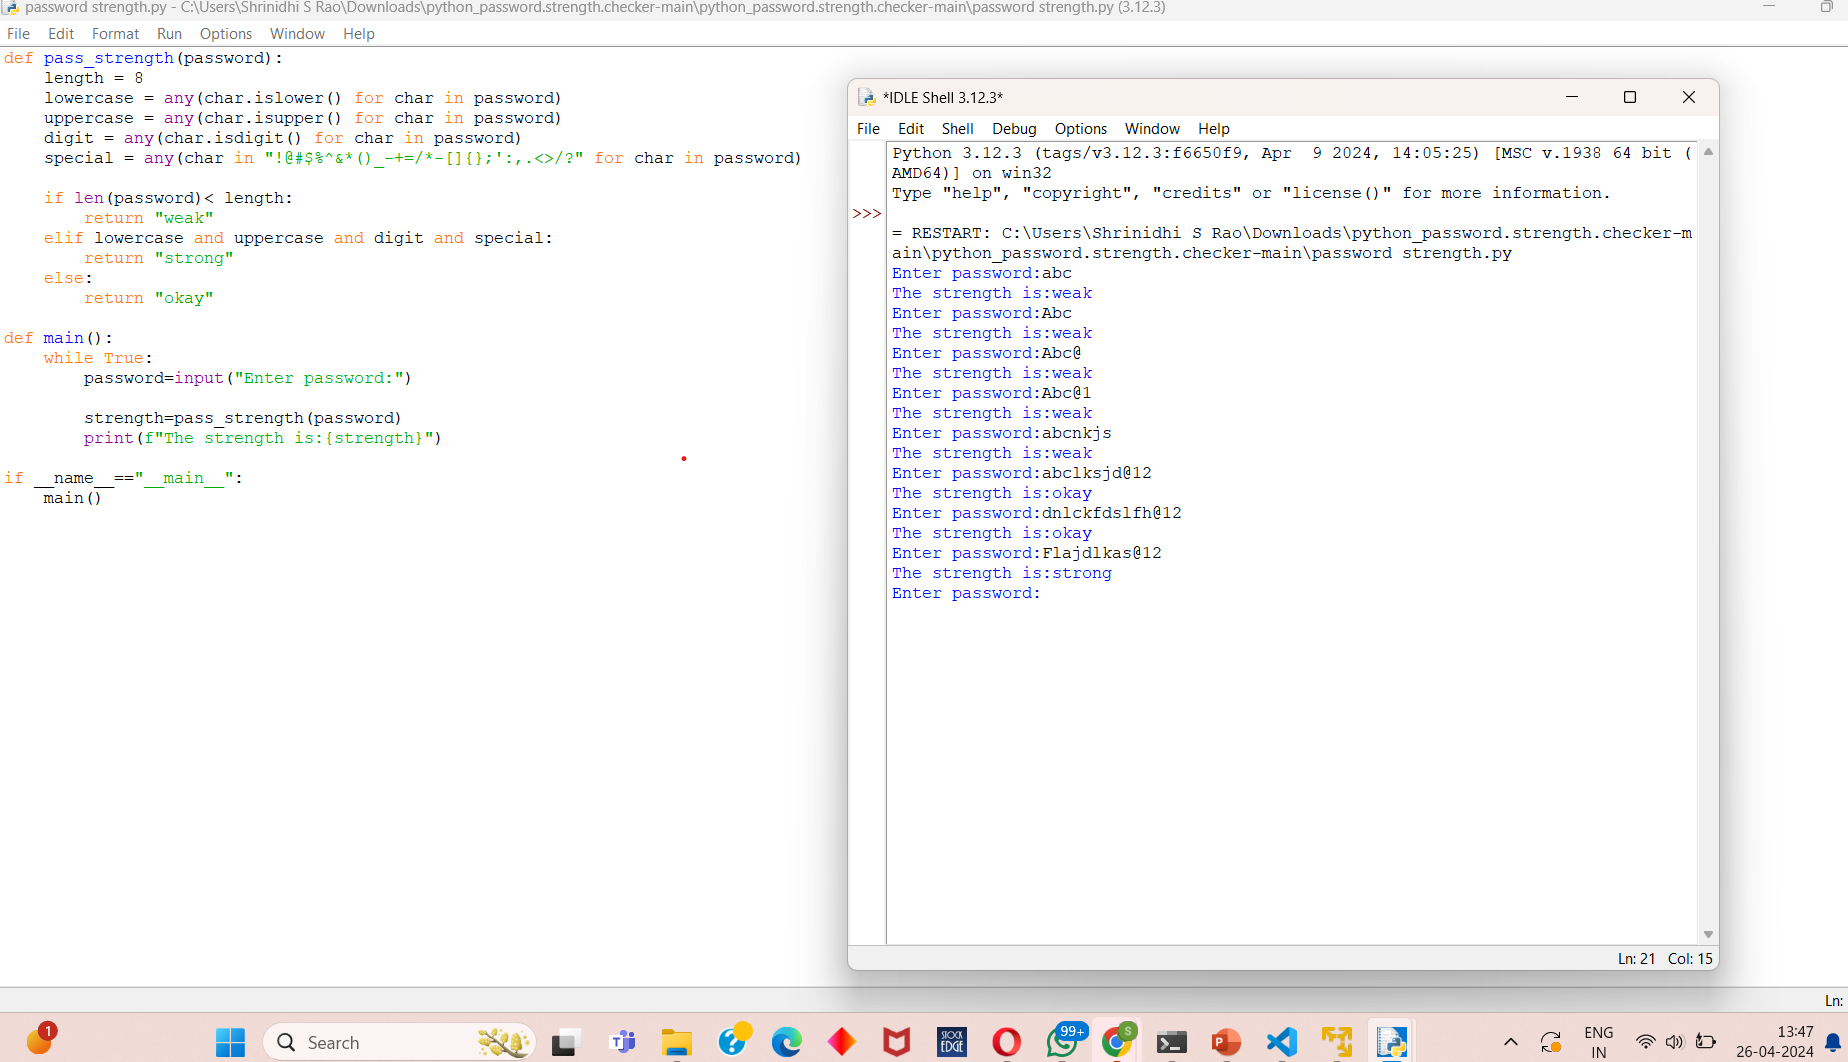 password strength.py - C:\Users\Shrinidhi S Rao\Downloads\python_password.strength.checker-main\python_password.strength.checker-main\password strength.py (3.12.3)
File Edit Format Run Options Window Help
def pass_strength(password):
    length = 8
    lowercase = any(char.islower() for char in password)
    uppercase = any(char.isupper() for char in password)
    digit = any(char.isdigit() for char in password)
    special = any(char in "!@#$%^&*()_-+=/*-[]{};':,.<>/?" for char in password)
    if len(password)< length:
        return "weak"
    elif lowercase and uppercase and digit and special:
        return "strong"
    else:
        return "okay"
def main():
    while True:
        password=input("Enter password:")
        strength=pass_strength(password)
        print(f"The strength is:{strength}")
if __name__=="__main__":
    main()
*IDLE Shell 3.12.3*
File Edit Shell Debug Options Window Help
Python 3.12.3 (tags/v3.12.3:f6650f9, Apr  9 2024, 14:05:25) [MSC v.1938 64 bit (
AMD64)] on win32
Type "help", "copyright", "credits" or "license()" for more information.
>>>
= RESTART: C:\Users\Shrinidhi S Rao\Downloads\python_password.strength.checker-m
ain\python_password.strength.checker-main\password strength.py
Enter password:abc
The strength is:weak
Enter password:Abc
The strength is:weak
Enter password:Abc@
The strength is:weak
Enter password:Abc@1
The strength is:weak
Enter password:abcnkjs
The strength is:weak
Enter password:abclksjd@12
The strength is:okay
Enter password:dnlckfdslfh@12
The strength is:okay
Enter password:Flajdlkas@12
The strength is:strong
Enter password:
Ln: 21 Col: 15
Ln:
1
Search
STOCK
EDGE
99+
S
P
ENG
IN
13:47
26-04-2024